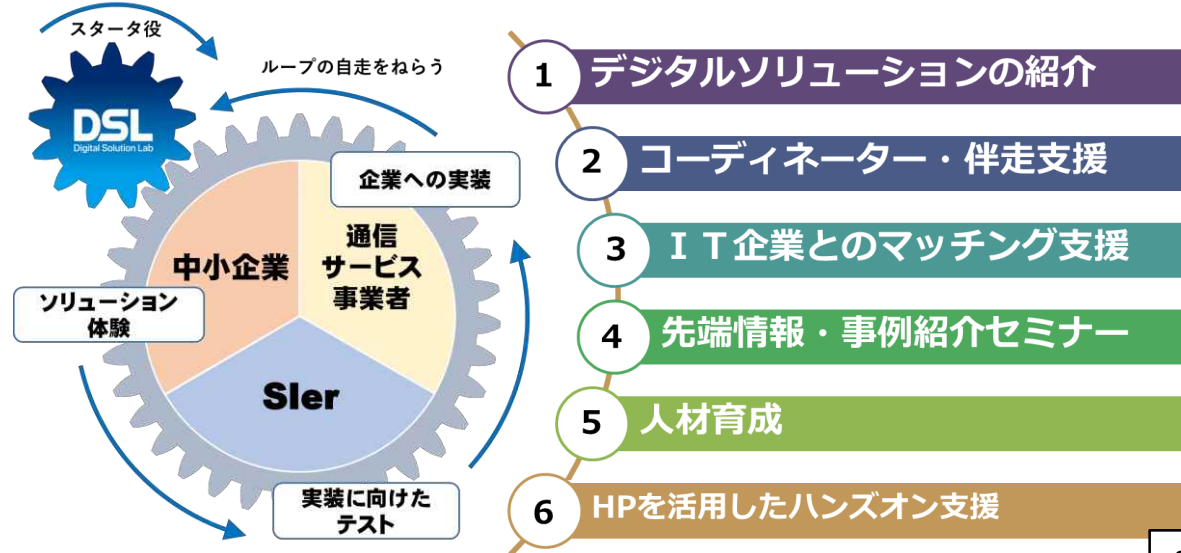 スタータ役
DSL
Digital Solution Lab
ループの自走をねらう
企業への実装
通信
サービス
事業者
中小企業
ソリューション
体験
SIer
実装に向けた
テスト
1 デジタルソリューションの紹介
2 コーディネーター・伴走支援
3 ＩＴ企業とのマッチング支援
4 先端情報・事例紹介セミナー
5 人材育成
6 HPを活用したハンズオン支援